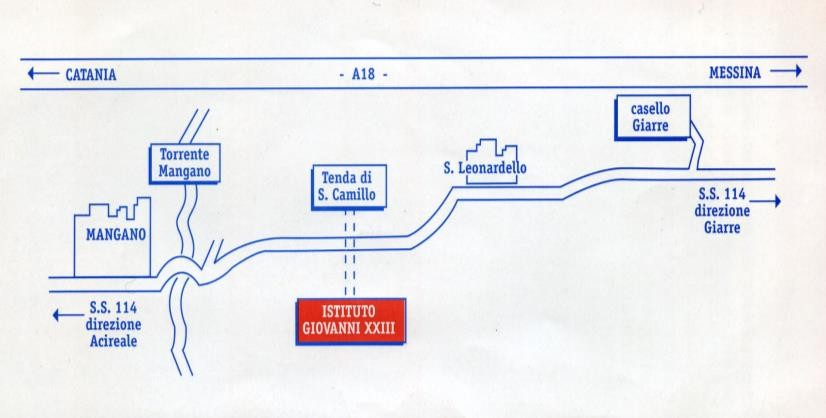 CATANIA - A18 - MESSINA
casello
Giarre
Torrente
Mangano
S. Leonardello
Tenda di
S. Camillo
S.S. 114
direzione
Giarre
MANGANO
S.S. 114
direzione
Acireale
ISTITUTO
GIOVANNI XXIII